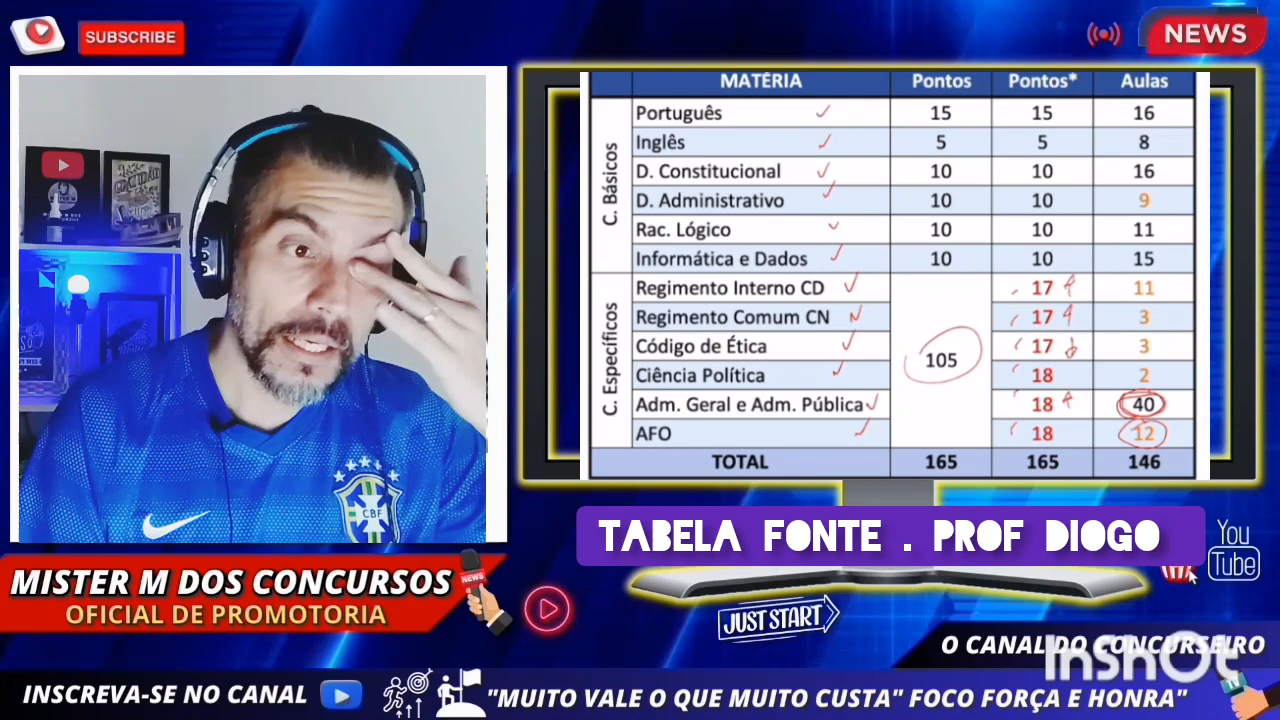 SUBSCRIBE
NEWS
MATÉRIA Pontos Pontos* Aulas
C. Básicos
Português 15 15 16
Inglês 5 5 8
D. Constitucional 10 10 16
D. Administrativo 10 10 9
Rac. Lógico 10 10 11
Informática e Dados 10 10 15
C. Específicos
Regimento Interno CD 17 11
Regimento Comum CN 17 3
Código de Ética 105 17 3
Ciência Política 18 2
Adm. Geral e Adm. Pública 18 40
AFO 18 12
TOTAL 165 165 146
CBF
TABELA FONTE . PROF DIOGO
You
Tube
MISTER M DOS CONCURSOS
NEWS
OFICIAL DE PROMOTORIA
JUST START
O CANAL DO CONCURSEIRO
InShOt
INSCREVA-SE NO CANAL
"MUITO VALE O QUE MUITO CUSTA" FOCO FORÇA E HONRA"